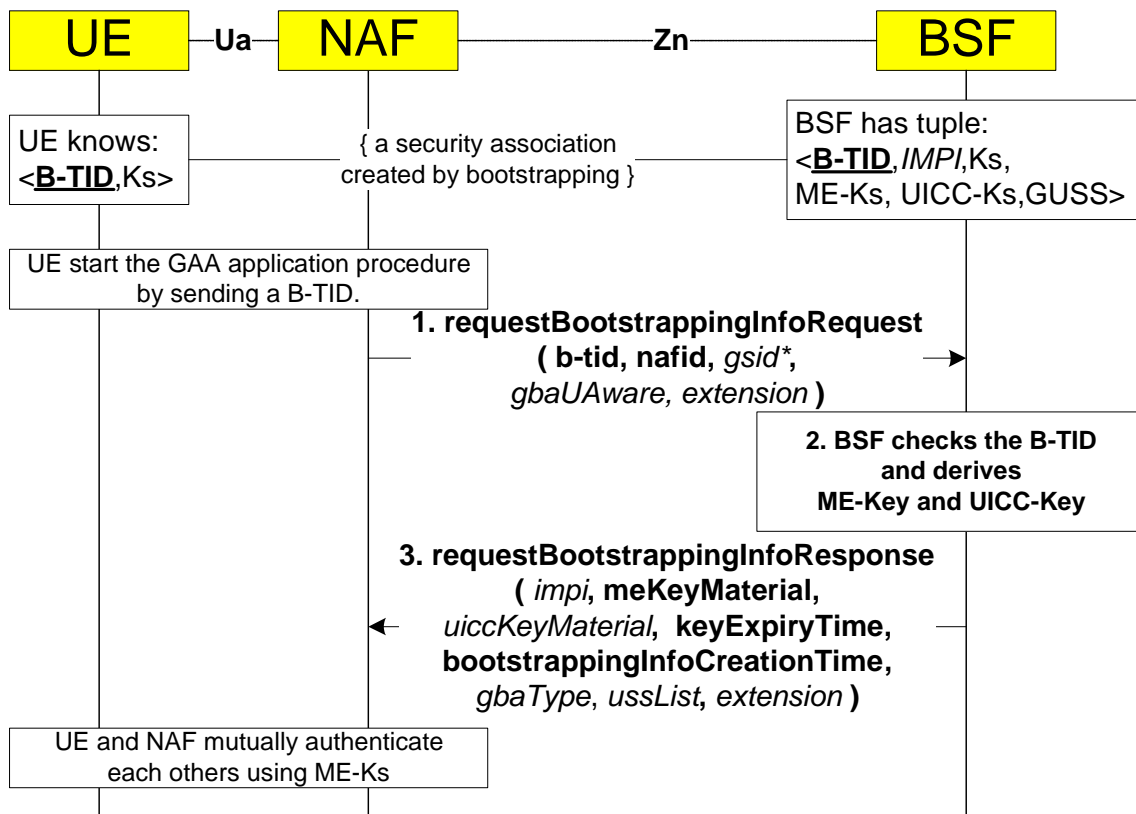 UE Ua NAF Zn BSF
UE knows:
<B-TID,Ks>
{ a security association
created by bootstrapping }
BSF has tuple:
<B-TID,IMPI,Ks,
ME-Ks, UICC-Ks,GUSS>
UE start the GAA application procedure
by sending a B-TID.
1. requestBootstrappingInfoRequest
( b-tid, nafid, gsid*,
gbaUAware, extension )
2. BSF checks the B-TID
and derives
ME-Key and UICC-Key
3. requestBootstrappingInfoResponse
( impi, meKeyMaterial,
uiccKeyMaterial, keyExpiryTime,
bootstrappingInfoCreationTime,
gbaType, ussList, extension )
UE and NAF mutually authenticate
each others using ME-Ks